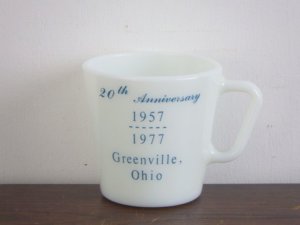 20th Anniversary
1957
-----
1977
Greenville,
Ohio